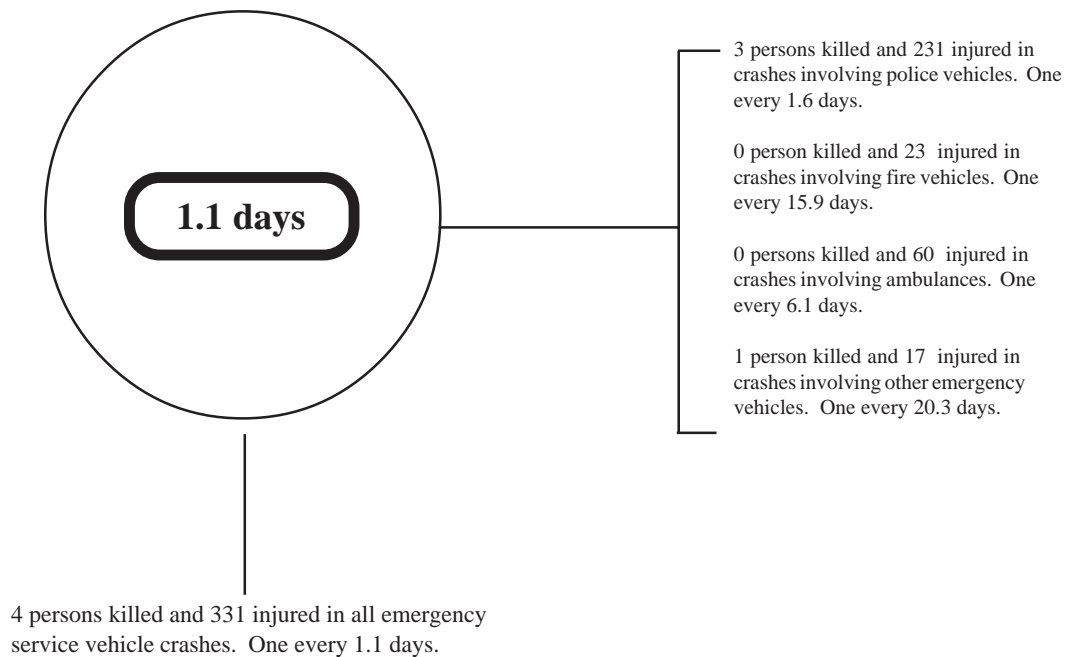 1.1 days
3 persons killed and 231 injured in
crashes involving police vehicles. One
every 1.6 days.
0 person killed and 23 injured in
crashes involving fire vehicles. One
every 15.9 days.
0 persons killed and 60 injured in
crashes involving ambulances. One
every 6.1 days.
1 person killed and 17 injured in
crashes involving other emergency
vehicles. One every 20.3 days.
4 persons killed and 331 injured in all emergency
service vehicle crashes. One every 1.1 days.